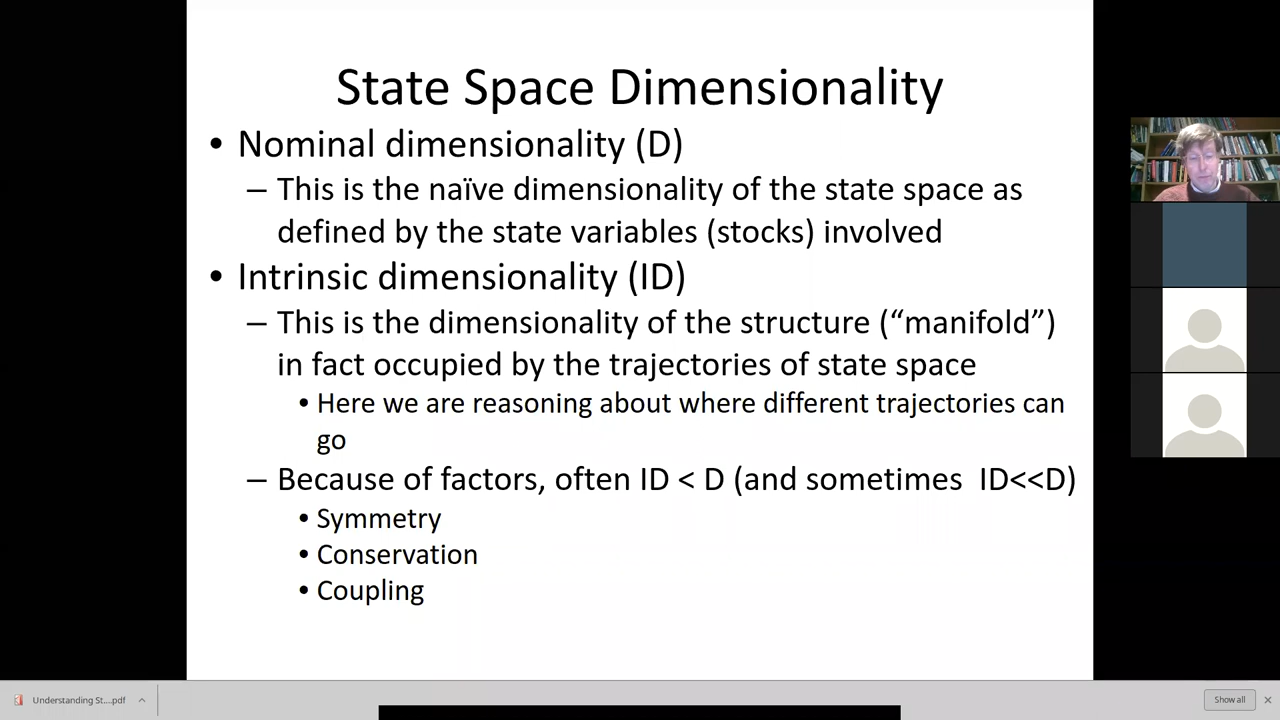 State Space Dimensionality
• Nominal dimensionality (D)
– This is the naïve dimensionality of the state space as
defined by the state variables (stocks) involved
• Intrinsic dimensionality (ID)
– This is the dimensionality of the structure (“manifold”)
in fact occupied by the trajectories of state space
• Here we are reasoning about where different trajectories can
go
– Because of factors, often ID < D (and sometimes  ID<<D)
• Symmetry
• Conservation
• Coupling
Understanding St....pdf
Show all